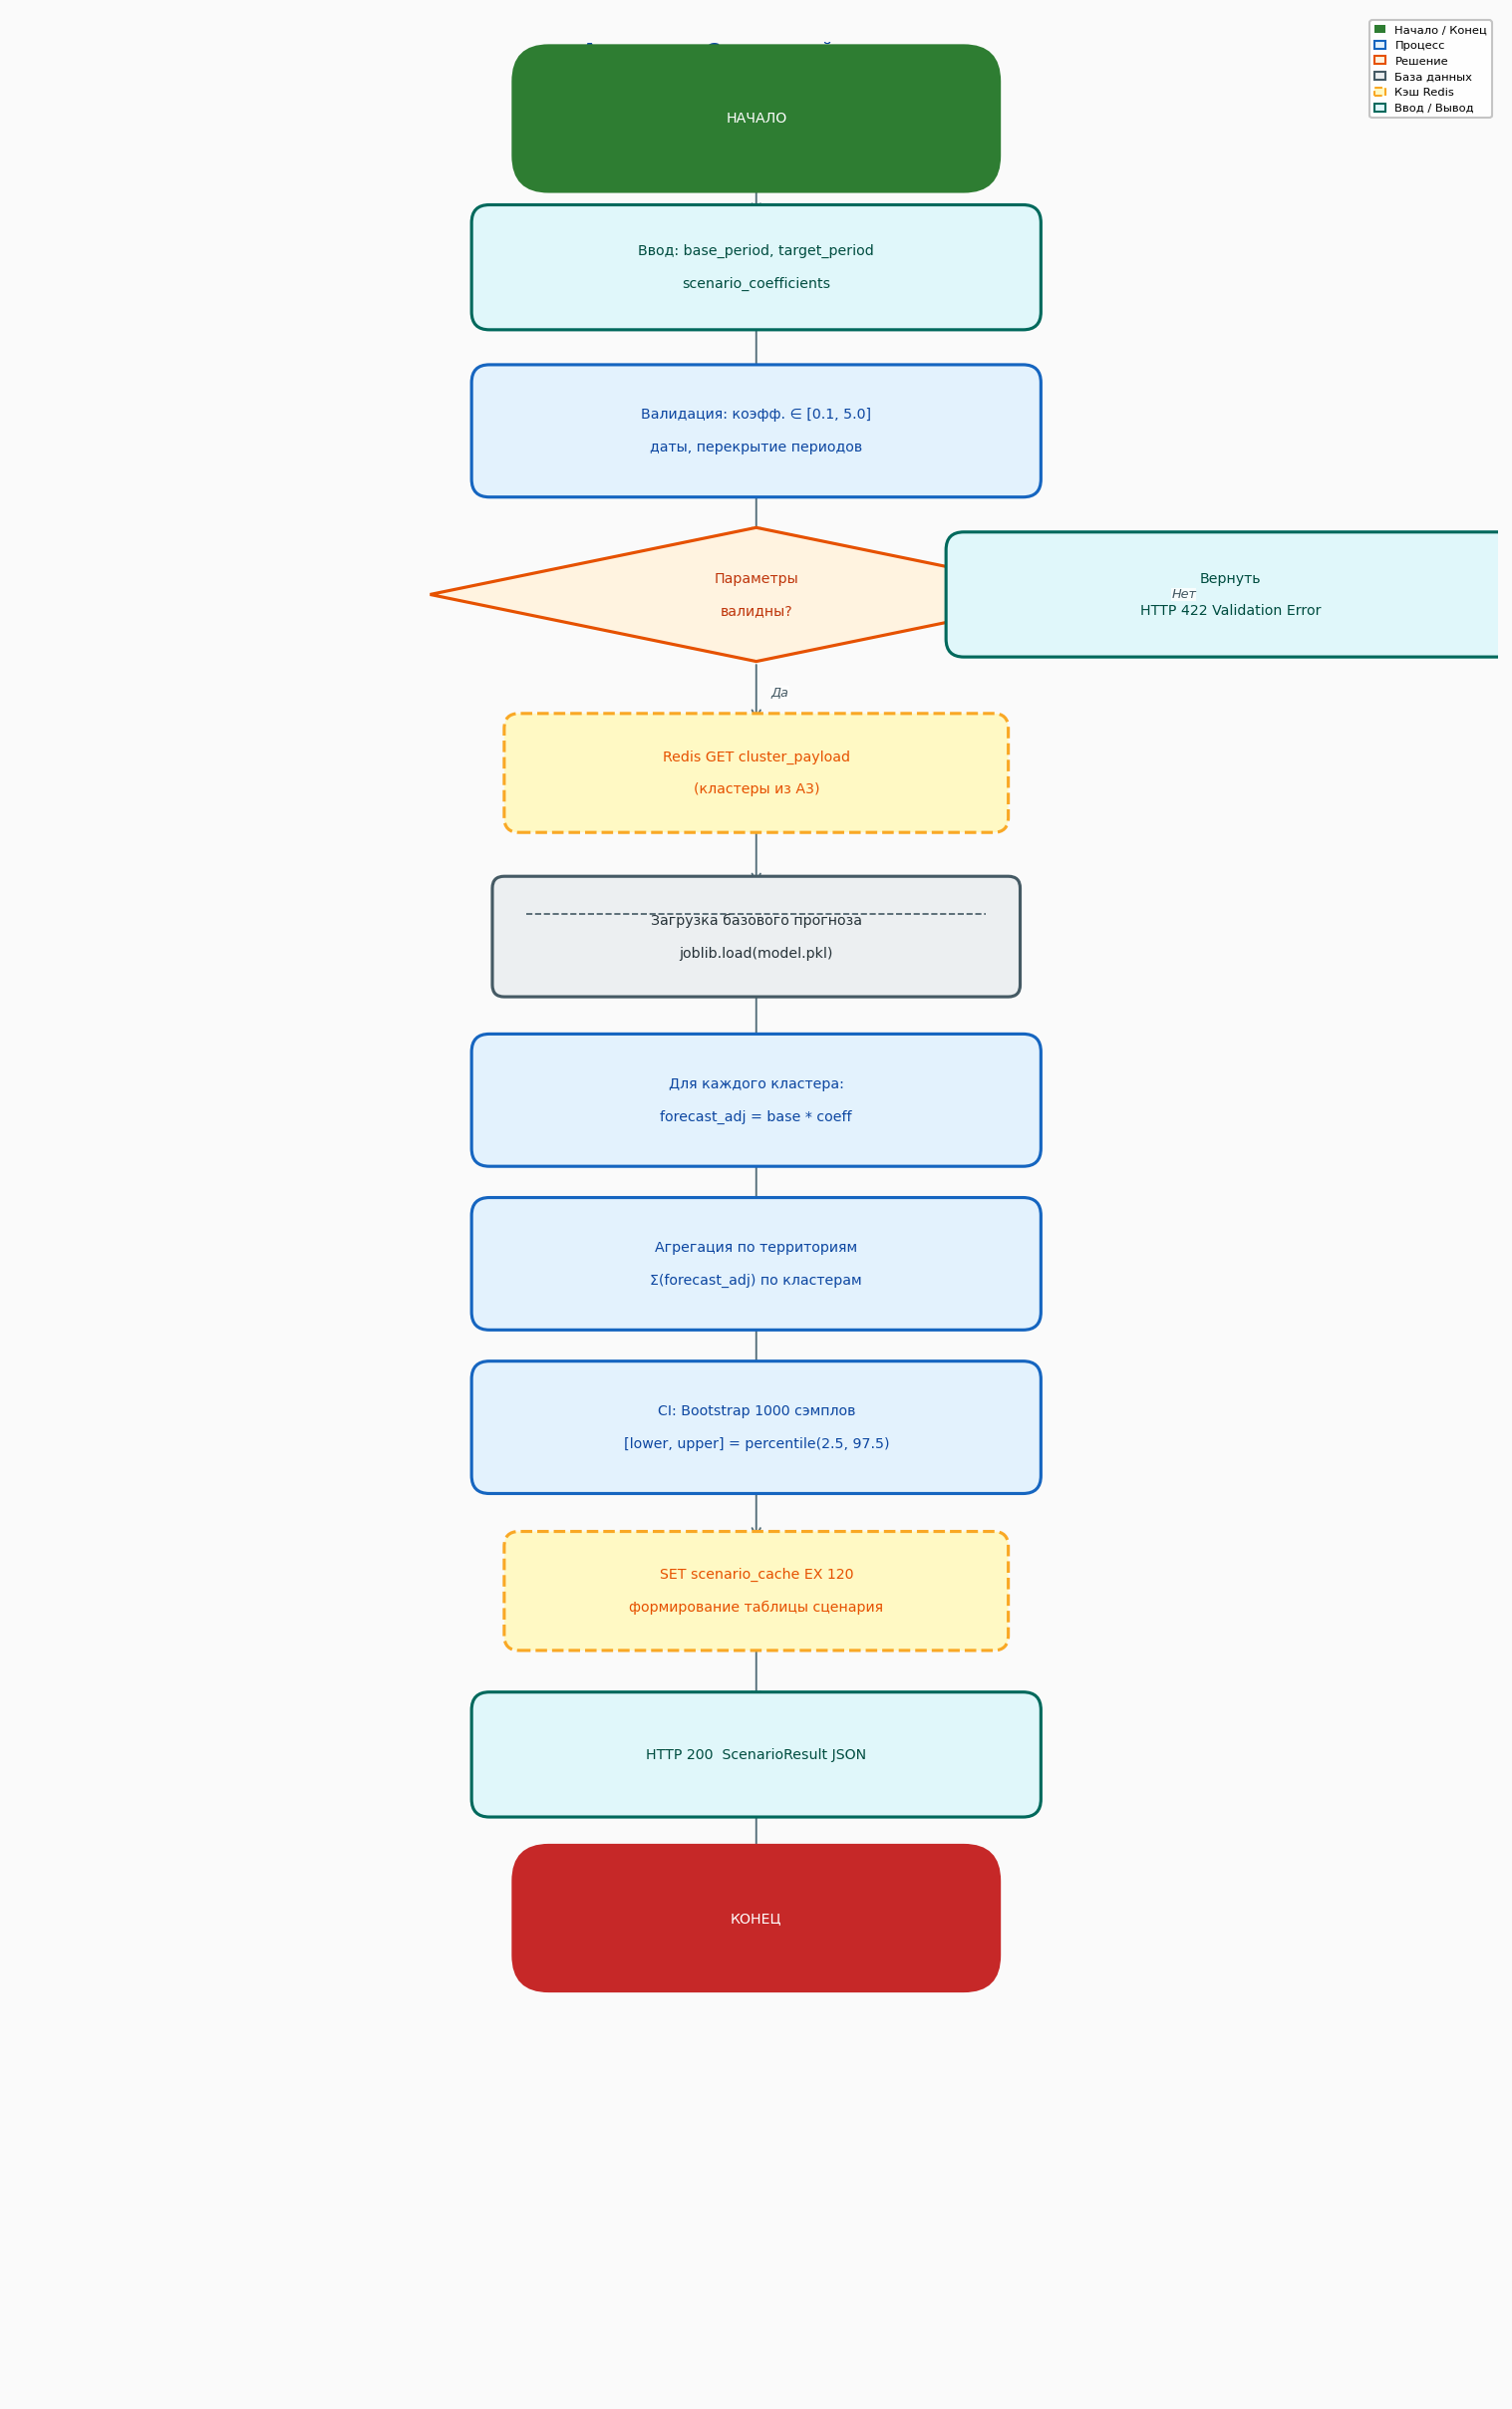 НАЧАЛО
Начало / Конец
Процесс
Решение
База данных
Кэш Redis
Ввод / Вывод
Ввод: base_period, target_period
scenario_coefficients
Валидация: коэфф. ∈ [0.1, 5.0]
даты, перекрытие периодов
Параметры
валидны?
Нет
Вернуть
HTTP 422 Validation Error
Да
Redis GET cluster_payload
(кластеры из А3)
Загрузка базового прогноза
joblib.load(model.pkl)
Для каждого кластера:
forecast_adj = base * coeff
Агрегация по территориям
Σ(forecast_adj) по кластерам
CI: Bootstrap 1000 сэмплов
[lower, upper] = percentile(2.5, 97.5)
SET scenario_cache EX 120
формирование таблицы сценария
HTTP 200  ScenarioResult JSON
КОНЕЦ